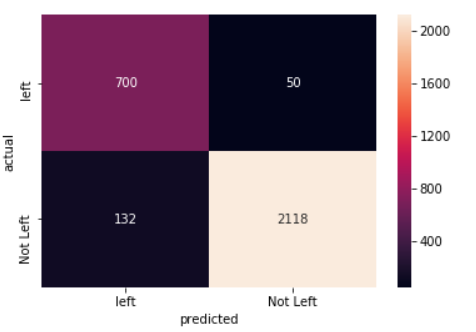 2000
left
700
50
1600
actual
1200
800
Not Left
132
2118
400
left
Not Left
predicted